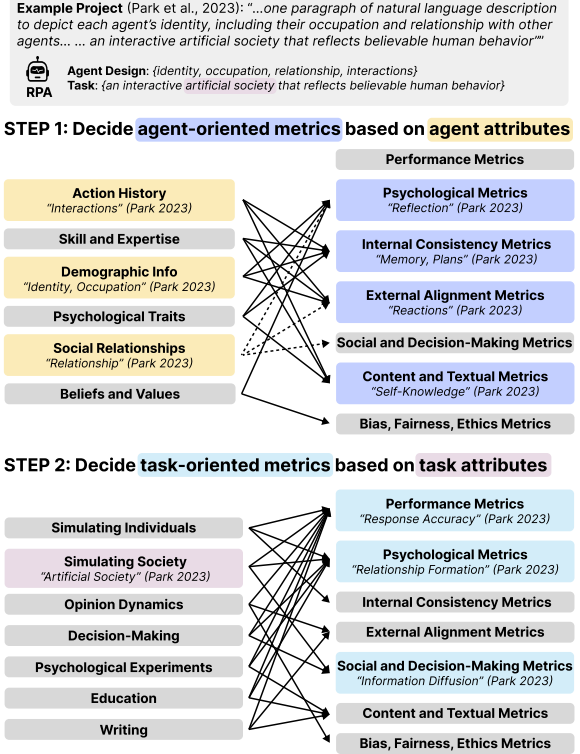 Example Project (Park et al., 2023): “...one paragraph of natural language description
to depict each agent’s identity, including their occupation and relationship with other
agents... ... an interactive artificial society that reflects believable human behavior””
RPA
Agent Design: {identity, occupation, relationship, interactions}
Task: {an interactive artificial society that reflects believable human behavior}
STEP 1: Decide agent-oriented metrics based on agent attributes
Action History
“Interactions” (Park 2023)
Skill and Expertise
Demographic Info
“Identity, Occupation” (Park 2023)
Psychological Traits
Social Relationships
“Relationship” (Park 2023)
Beliefs and Values
Performance Metrics
Psychological Metrics
“Reflection” (Park 2023)
Internal Consistency Metrics
“Memory, Plans” (Park 2023)
External Alignment Metrics
“Reactions” (Park 2023)
Social and Decision-Making Metrics
Content and Textual Metrics
“Self-Knowledge” (Park 2023)
Bias, Fairness, Ethics Metrics
STEP 2: Decide task-oriented metrics based on task attributes
Simulating Individuals
Simulating Society
“Artificial Society” (Park 2023)
Opinion Dynamics
Decision-Making
Psychological Experiments
Education
Writing
Performance Metrics
“Response Accuracy” (Park 2023)
Psychological Metrics
“Relationship Formation” (Park 2023)
Internal Consistency Metrics
External Alignment Metrics
Social and Decision-Making Metrics
“Information Diffusion” (Park 2023)
Content and Textual Metrics
Bias, Fairness, Ethics Metrics